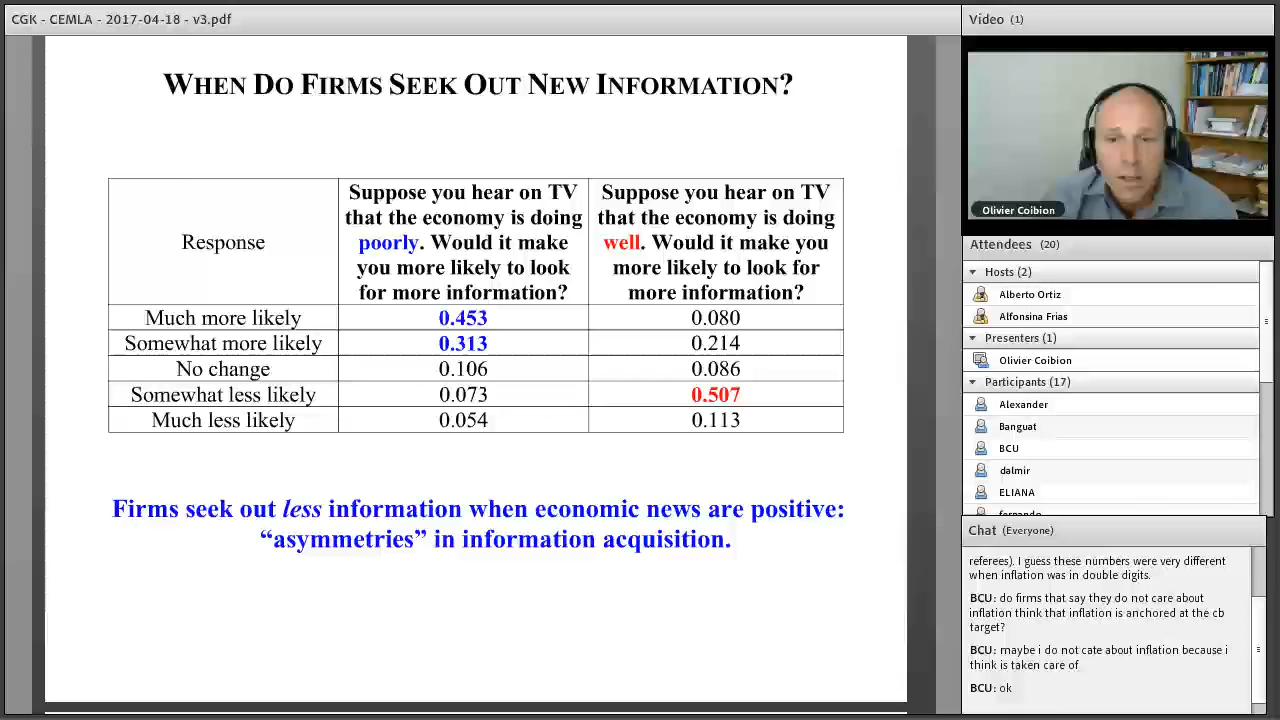 CGK - CEMLA - 2017-04-18 - v3.pdf
WHEN DO FIRMS SEEK OUT NEW INFORMATION?
Response
Suppose you hear on TV
that the economy is doing
poorly. Would it make
you more likely to look
for more information?
Suppose you hear on TV
that the economy is doing
well. Would it make you
more likely to look for
more information?
Much more likely 0.453 0.080
Somewhat more likely 0.313 0.214
No change 0.106 0.086
Somewhat less likely 0.073 0.507
Much less likely 0.054 0.113
Firms seek out less information when economic news are positive:
“asymmetries” in information acquisition.
Video (1)
Olivier Coibion
Attendees (20)
Hosts (2)
Alberto Ortiz
Alfonsina Frias
Presenters (1)
Olivier Coibion
Participants (17)
Alexander
Banguat
BCU
dalmir
ELIANA
fernando
Chat (Everyone)
referees). I guess these numbers were very different
when inflation was in double digits.
BCU: do firms that say they do not care about
inflation think that inflation is anchored at the cb
target?
BCU: maybe i do not cate about inflation because i
think is taken care of
BCU: ok